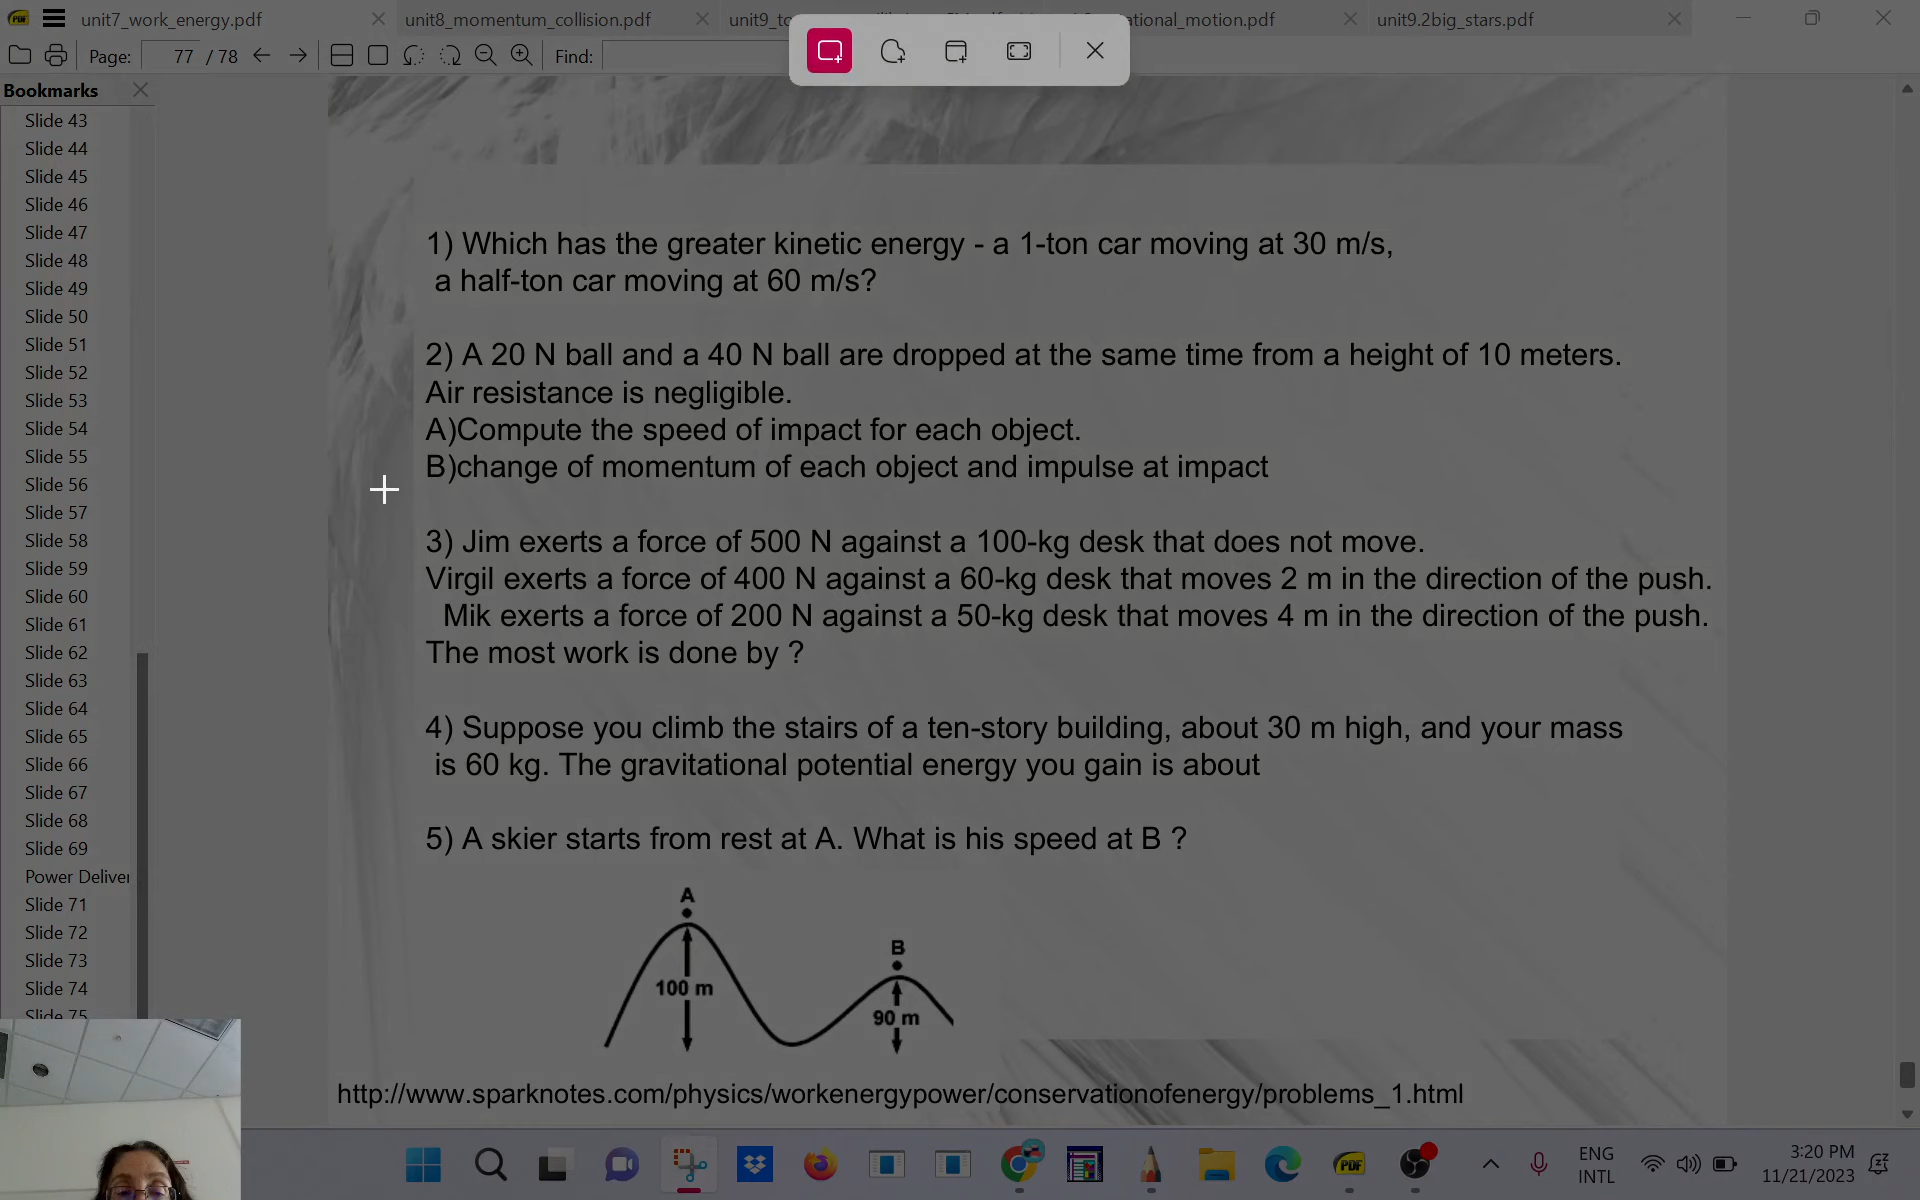 unit7_work_energy.pdf
unit8_momentum_collision.pdf
ational_motion.pdf
unit9.2big_stars.pdf
Page: 77 / 78
Find:
Bookmarks
Slide 43
Slide 44
Slide 45
Slide 46
Slide 47
Slide 48
Slide 49
Slide 50
Slide 51
Slide 52
Slide 53
Slide 54
Slide 55
Slide 56
Slide 57
Slide 58
Slide 59
Slide 60
Slide 61
Slide 62
Slide 63
Slide 64
Slide 65
Slide 66
Slide 67
Slide 68
Slide 69
Power Deliver
Slide 71
Slide 72
Slide 73
Slide 74
Slide 75
1) Which has the greater kinetic energy - a 1-ton car moving at 30 m/s,
a half-ton car moving at 60 m/s?
2) A 20 N ball and a 40 N ball are dropped at the same time from a height of 10 meters.
Air resistance is negligible.
A)Compute the speed of impact for each object.
B)change of momentum of each object and impulse at impact
3) Jim exerts a force of 500 N against a 100-kg desk that does not move.
Virgil exerts a force of 400 N against a 60-kg desk that moves 2 m in the direction of the push.
Mik exerts a force of 200 N against a 50-kg desk that moves 4 m in the direction of the push.
The most work is done by ?
4) Suppose you climb the stairs of a ten-story building, about 30 m high, and your mass
is 60 kg. The gravitational potential energy you gain is about
5) A skier starts from rest at A. What is his speed at B ?
A
B
100 m
90 m
http://www.sparknotes.com/physics/workenergypower/conservationofenergy/problems_1.html
PDF
ENG
INTL
3:20 PM
11/21/2023